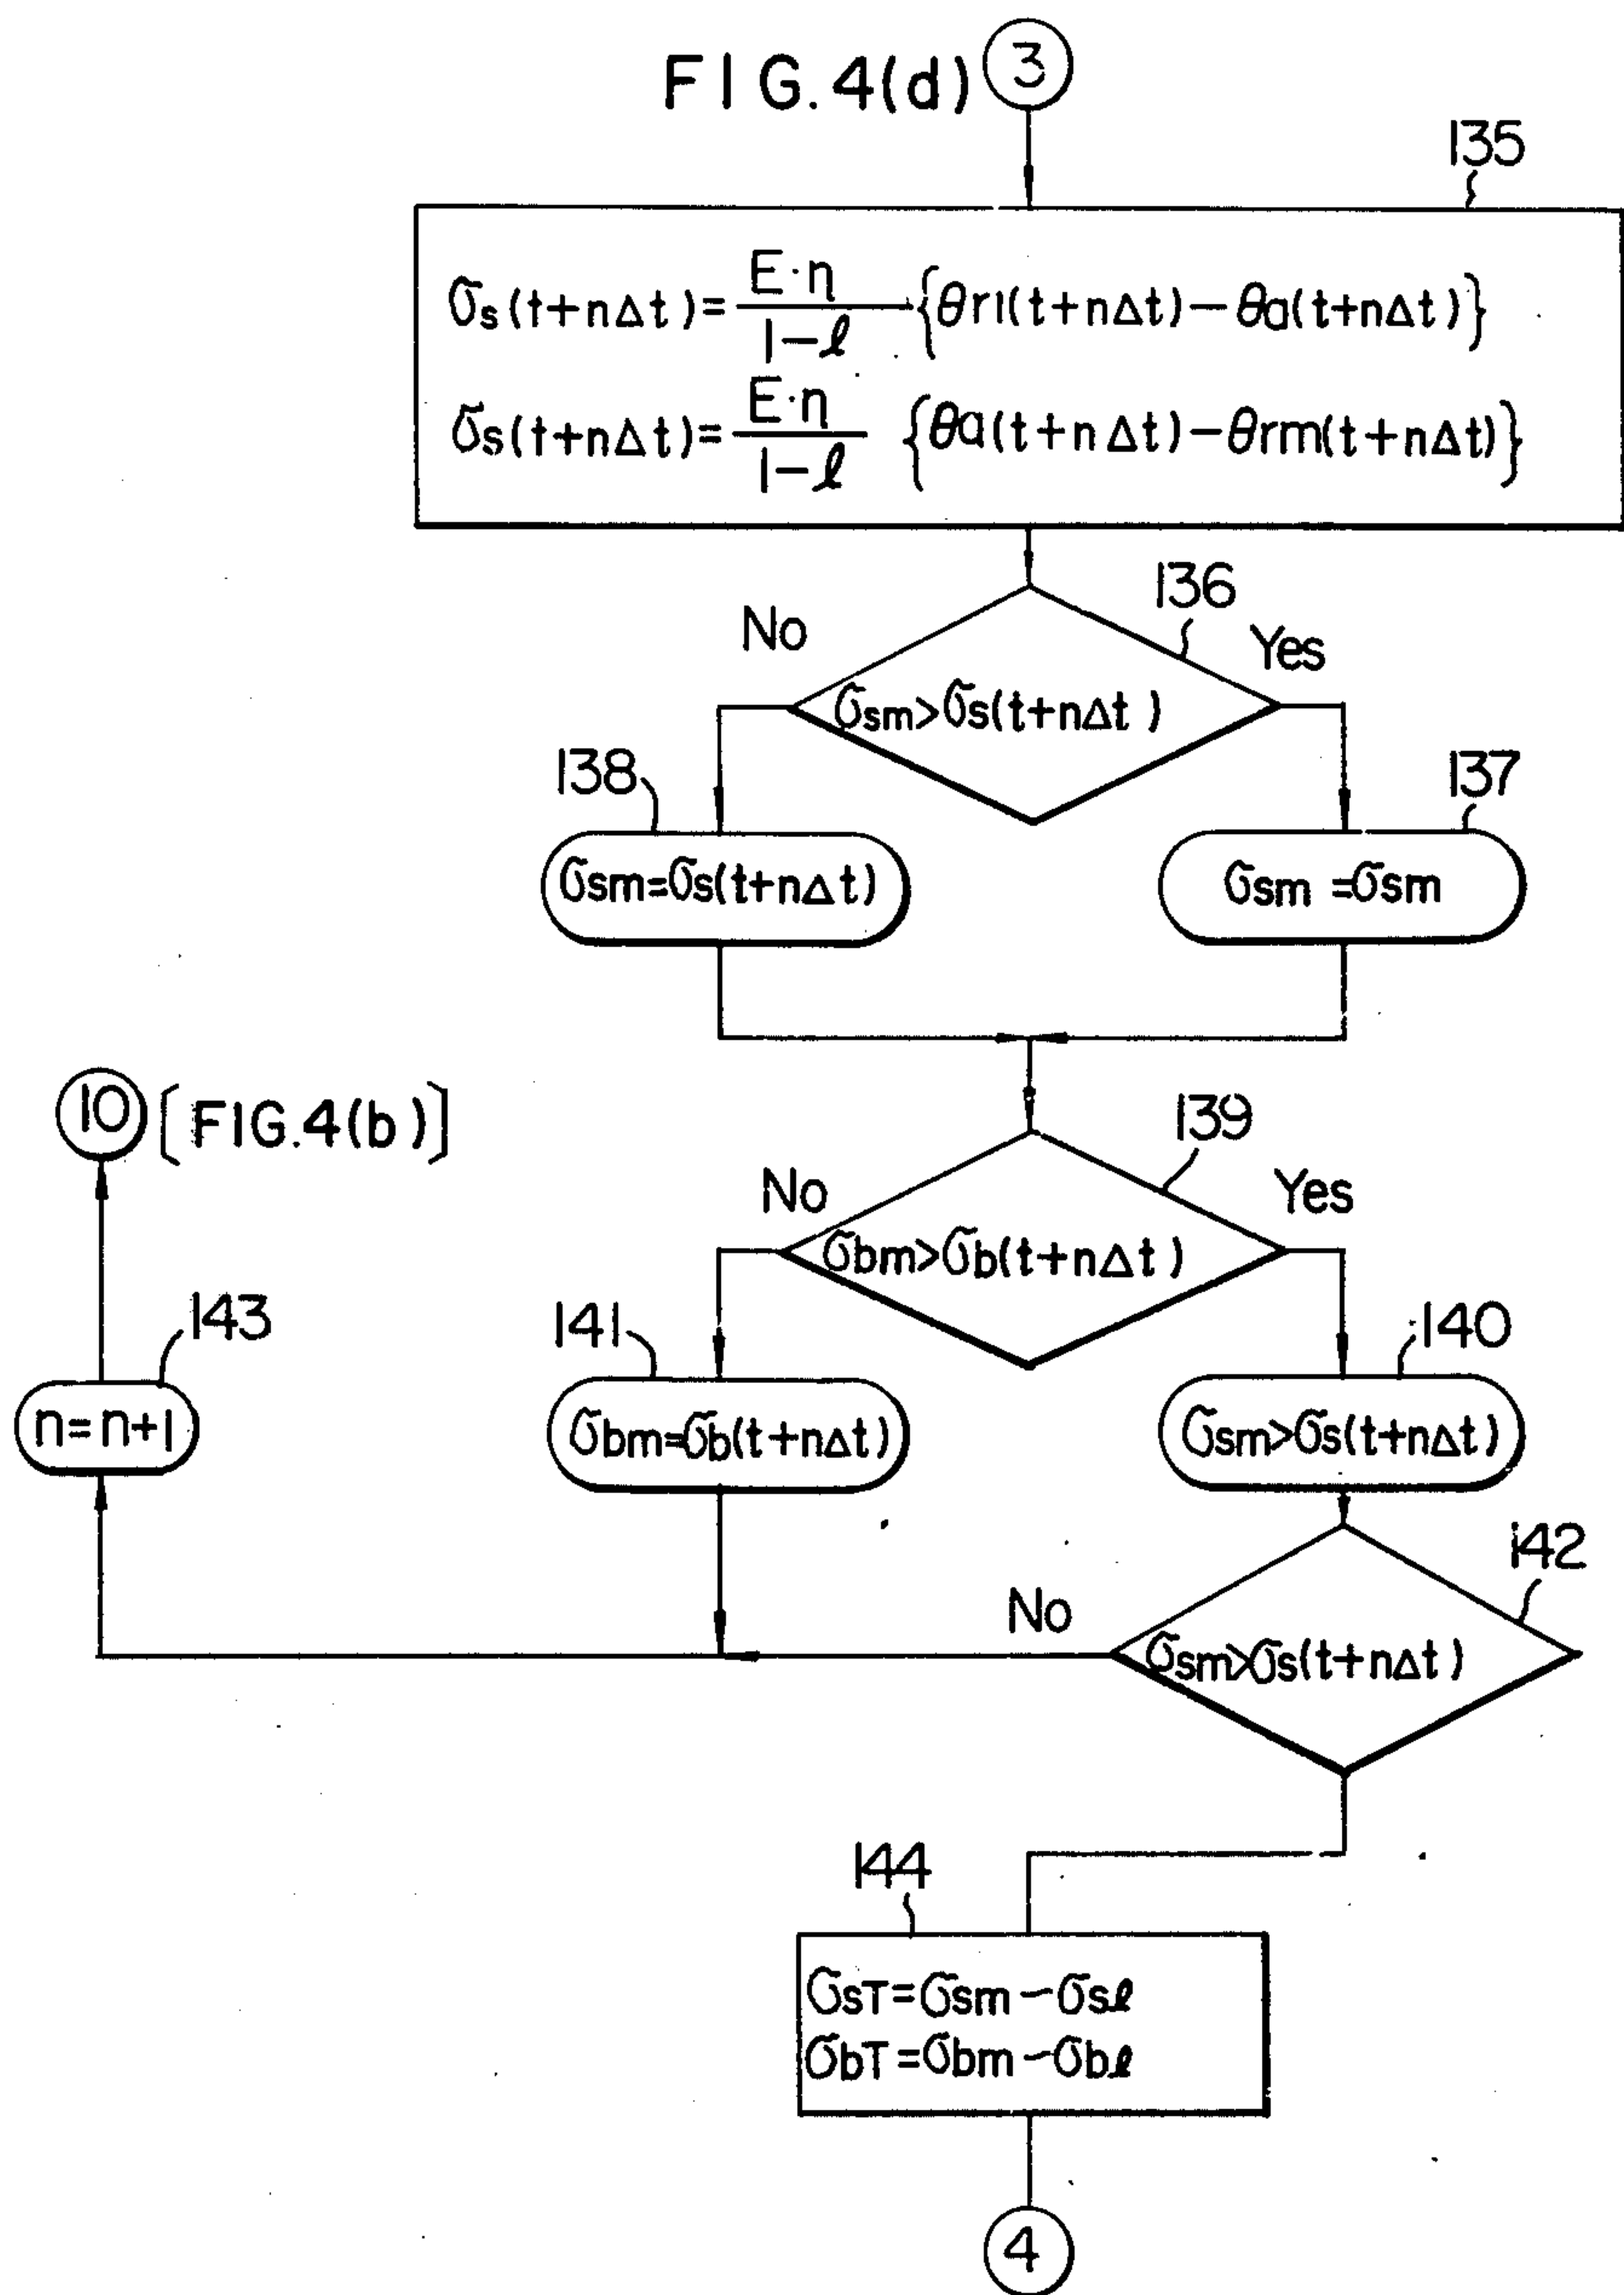 FIG. 4(d) 3
135
σs(t+nΔt)=E·η/1-ℓ{θr1(t+nΔt)-θa(t+nΔt)}
σs(t+nΔt)=E·η/1-ℓ {θa(t+nΔt)-θrm(t+nΔt)}
136
No
Yes
σsm>σs(t+nΔt)
138
137
σsm=σs(t+nΔt)
σsm=σsm
10 [FIG.4(b)]
139
No
Yes
σbm>σb(t+nΔt)
143
141
140
n=n+1
σbm=σb(t+nΔt)
σsm>σs(t+nΔt)
142
No
σsm>σs(t+nΔt)
144
σsT=σsm-σsℓ
σbT=σbm-σbℓ
4